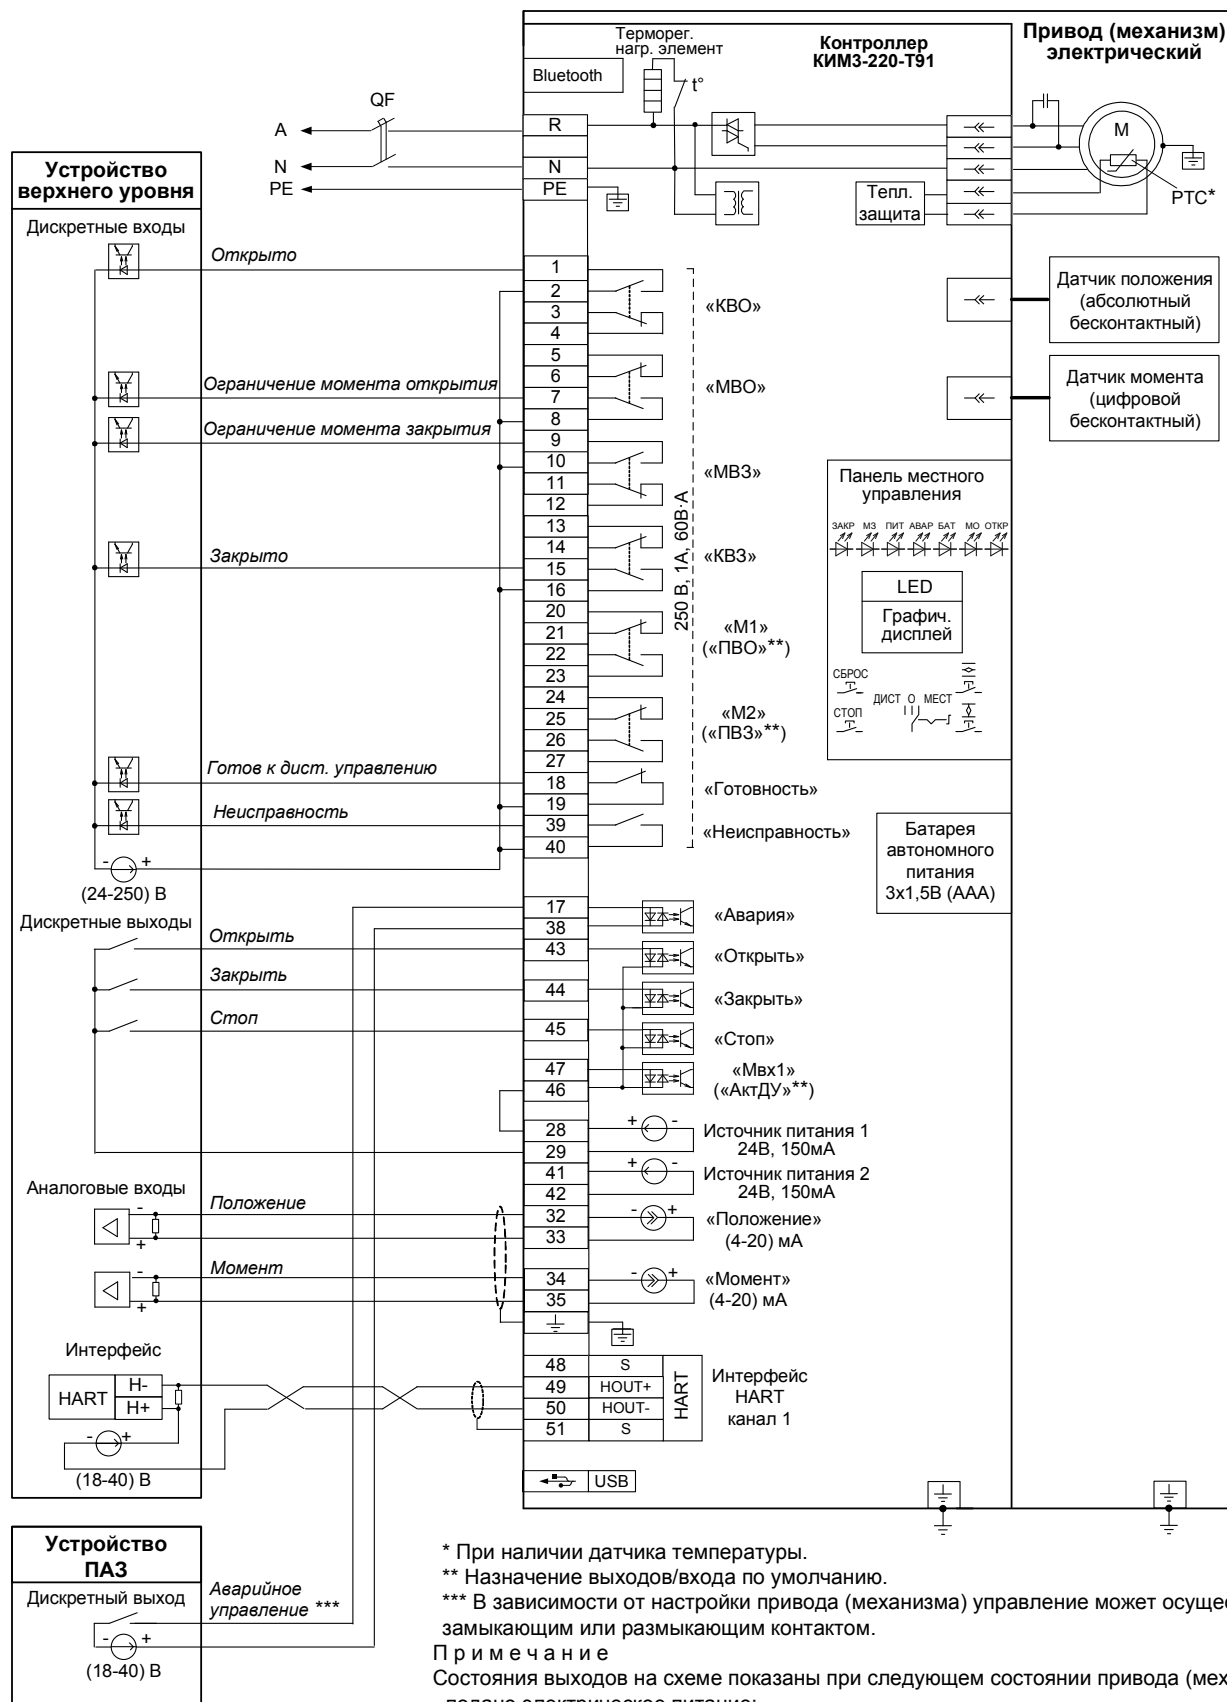 Привод (механизм)
электрический
Контроллер
КИМ3-220-Т91
Терморег.
нагр. элемент
Bluetooth
t°
QF
A
N
PE
R
N
PE
M
PTC*
Тепл.
защита
Устройство
верхнего уровня
Дискретные входы
Открыто
Ограничение момента открытия
Ограничение момента закрытия
Закрыто
Готов к дист. управлению
Неисправность
- +
(24-250) В
1
2
3
4
5
6
7
8
9
10
11
12
13
14
15
16
20
21
22
23
24
25
26
27
18
19
39
40
«КВО»
«МВО»
«МВЗ»
«КВЗ»
«М1»
(«ПВО»**)
«М2»
(«ПВЗ»**)
«Готовность»
«Неисправность»
250 В, 1А, 60В·А
Датчик положения
(абсолютный
бесконтактный)
Датчик момента
(цифровой
бесконтактный)
Панель местного
управления
ЗАКР МЗ ПИТ АВАР БАТ МО ОТКР
LED
Графич.
дисплей
СБРОС
СТОП
ДИСТ О МЕСТ
Батарея
автономного
питания
3х1,5В (ААА)
Дискретные выходы
Открыть
Закрыть
Стоп
17
38
43
44
45
47
46
28
29
41
42
32
33
34
35
«Авария»
«Открыть»
«Закрыть»
«Стоп»
«Мвх1»
(«АктДУ»**)
+ -
Источник питания 1
24В, 150мА
+ -
Источник питания 2
24В, 150мА
- +
«Положение»
(4-20) мА
- +
«Момент»
(4-20) мА
Аналоговые входы
Положение
-
+
Момент
-
+
Интерфейс
HART
H-
H+
- +
(18-40) В
48 S
49 HOUT+
50 HOUT-
51 S
HART
Интерфейс
HART
канал 1
USB
Устройство
ПАЗ
Дискретный выход
Аварийное
управление ***
- +
(18-40) В
* При наличии датчика температуры.
** Назначение выходов/входа по умолчанию.
*** В зависимости от настройки привода (механизма) управление может осущес
замыкающим или размыкающим контактом.
П р и м е ч а н и е
Состояния выходов на схеме показаны при следующем состоянии привода (мех